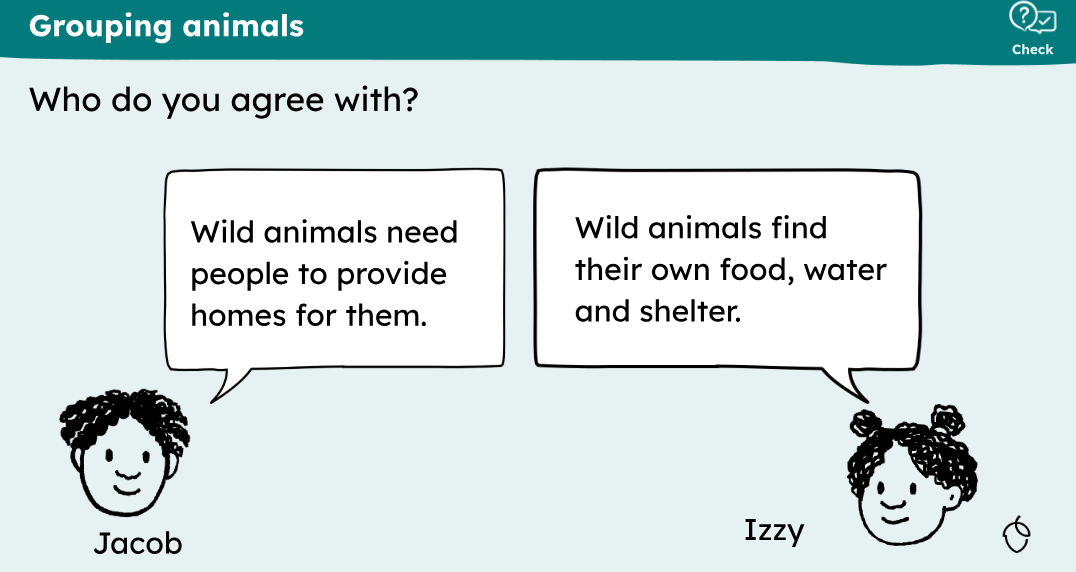 Grouping animals
Check
Who do you agree with?
Wild animals need
people to provide
homes for them.
Wild animals find
their own food, water
and shelter.
Jacob
Izzy